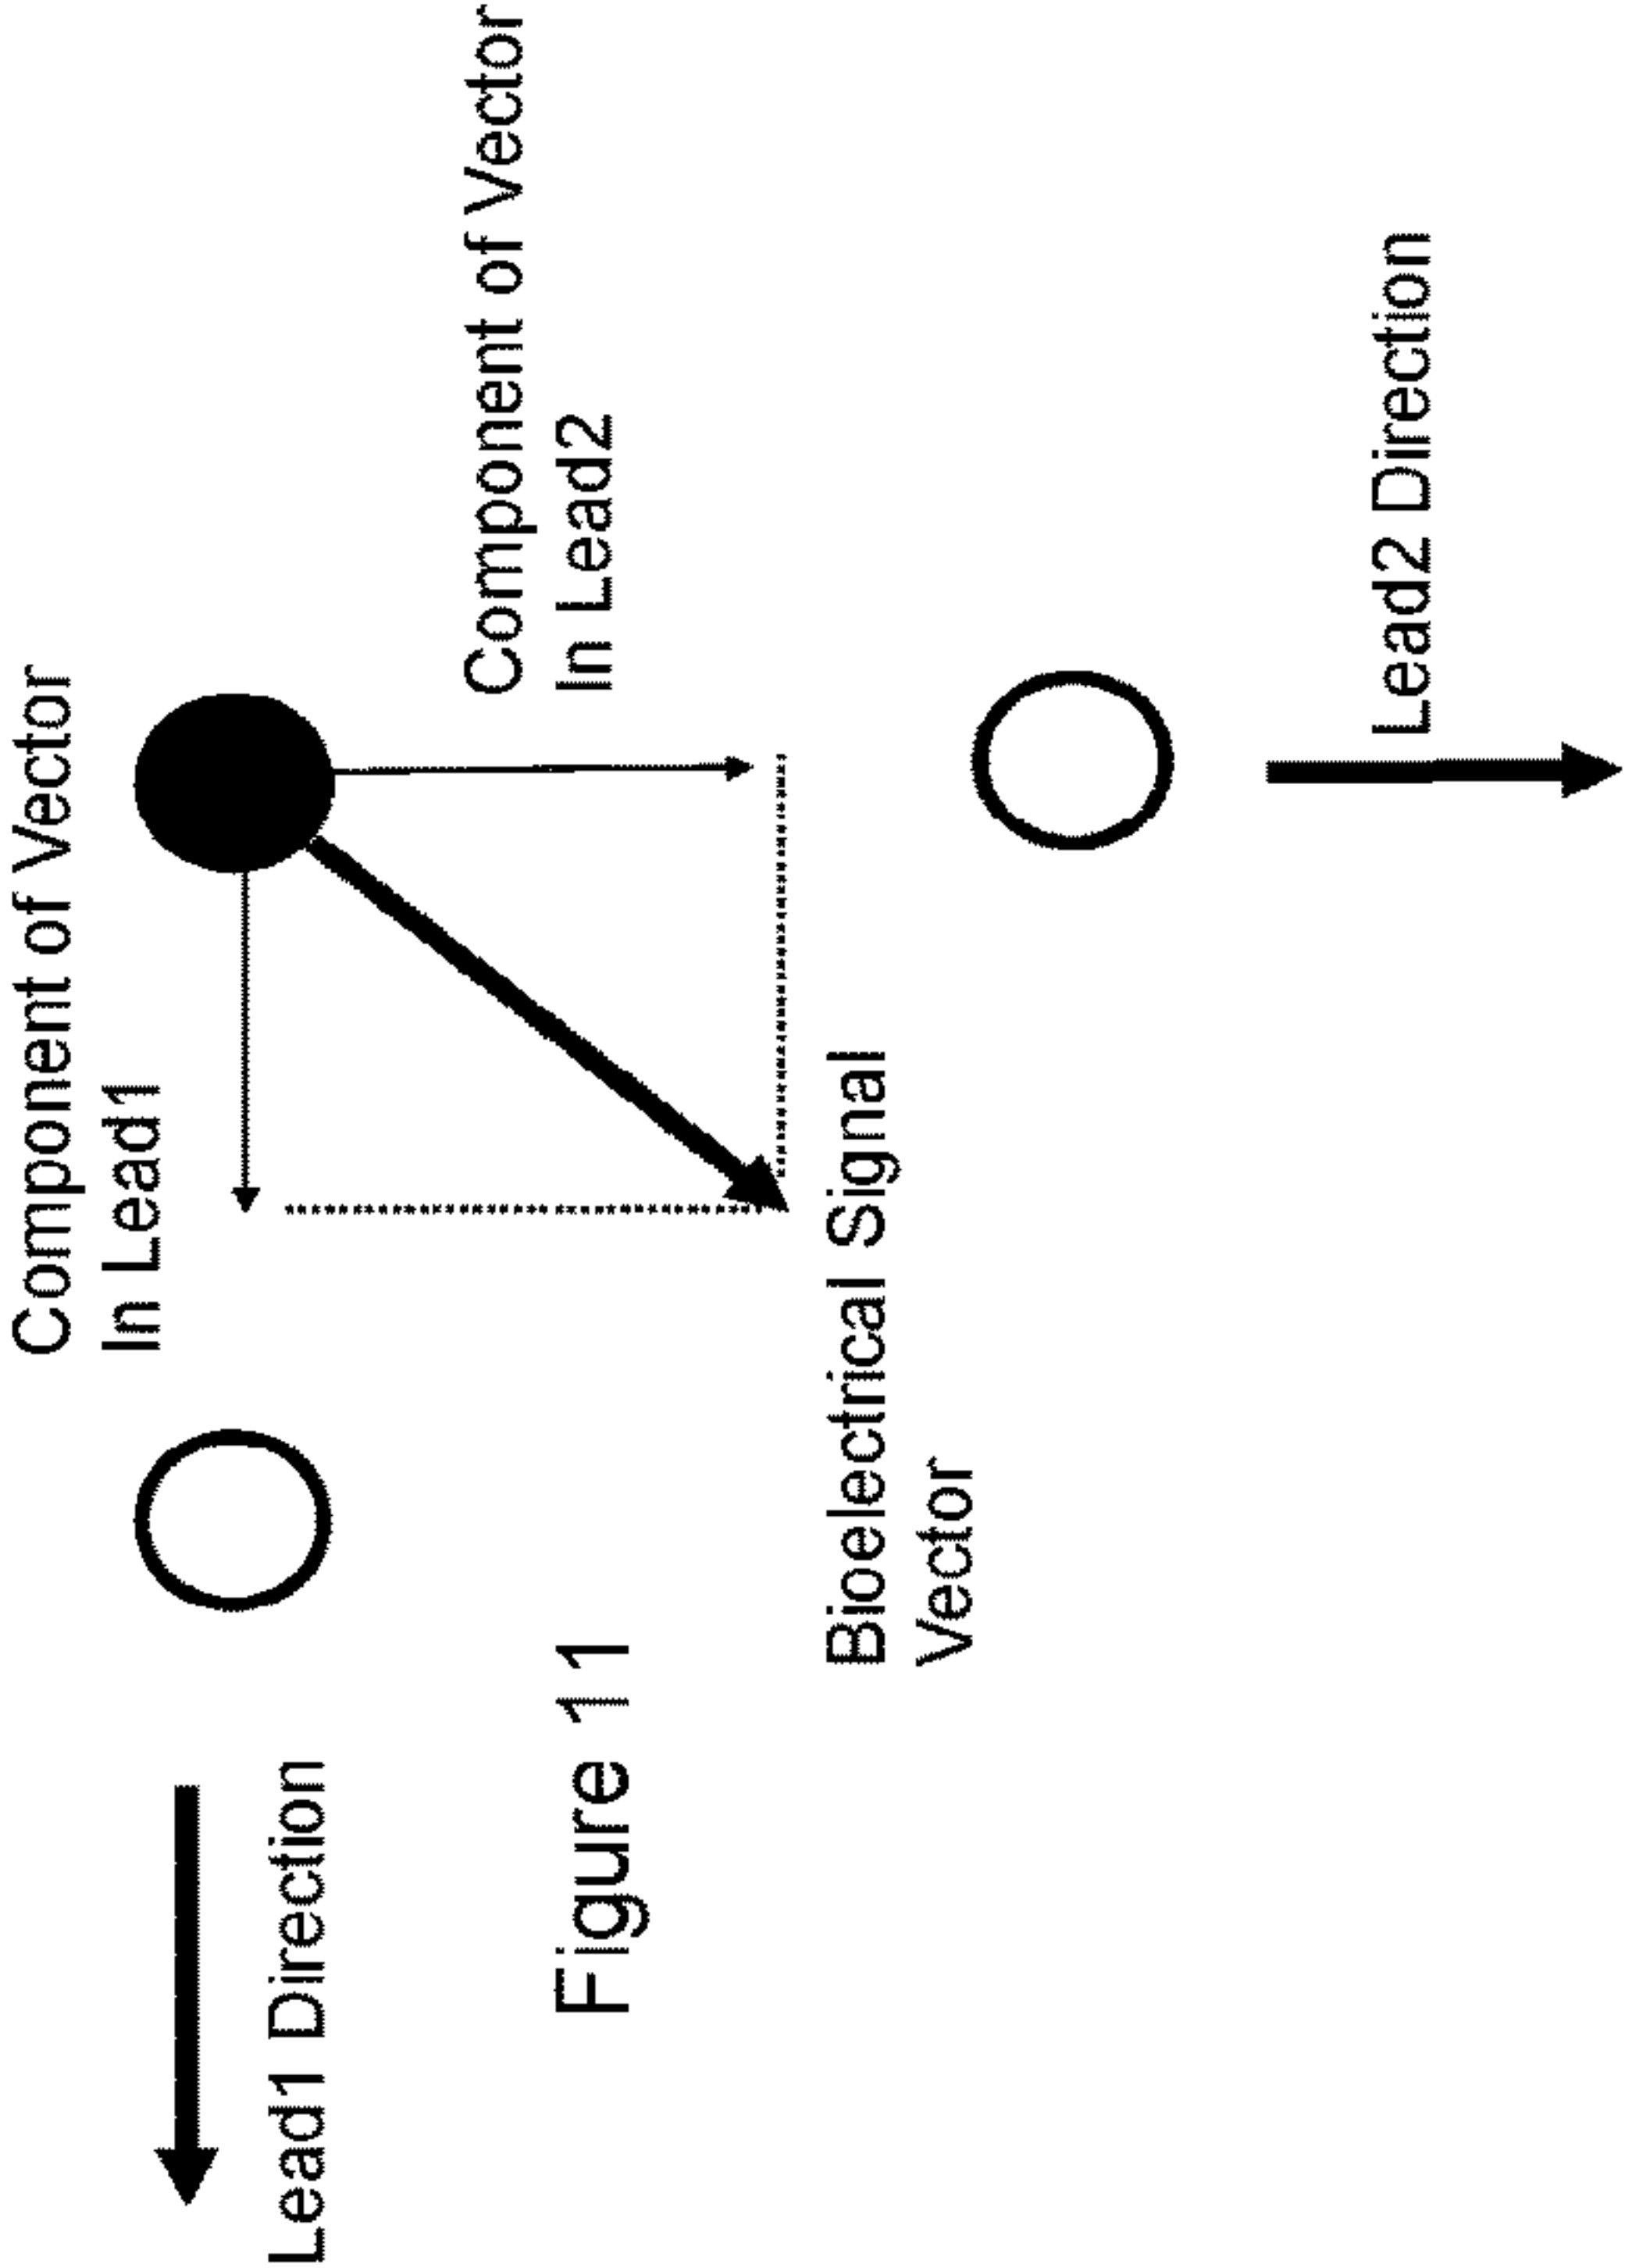 Component of Vector
In Lead1
Component of Vector
In Lead2
Lead1 Direction
Figure 11
Bioelectrical Signal
Vector
Lead2 Direction